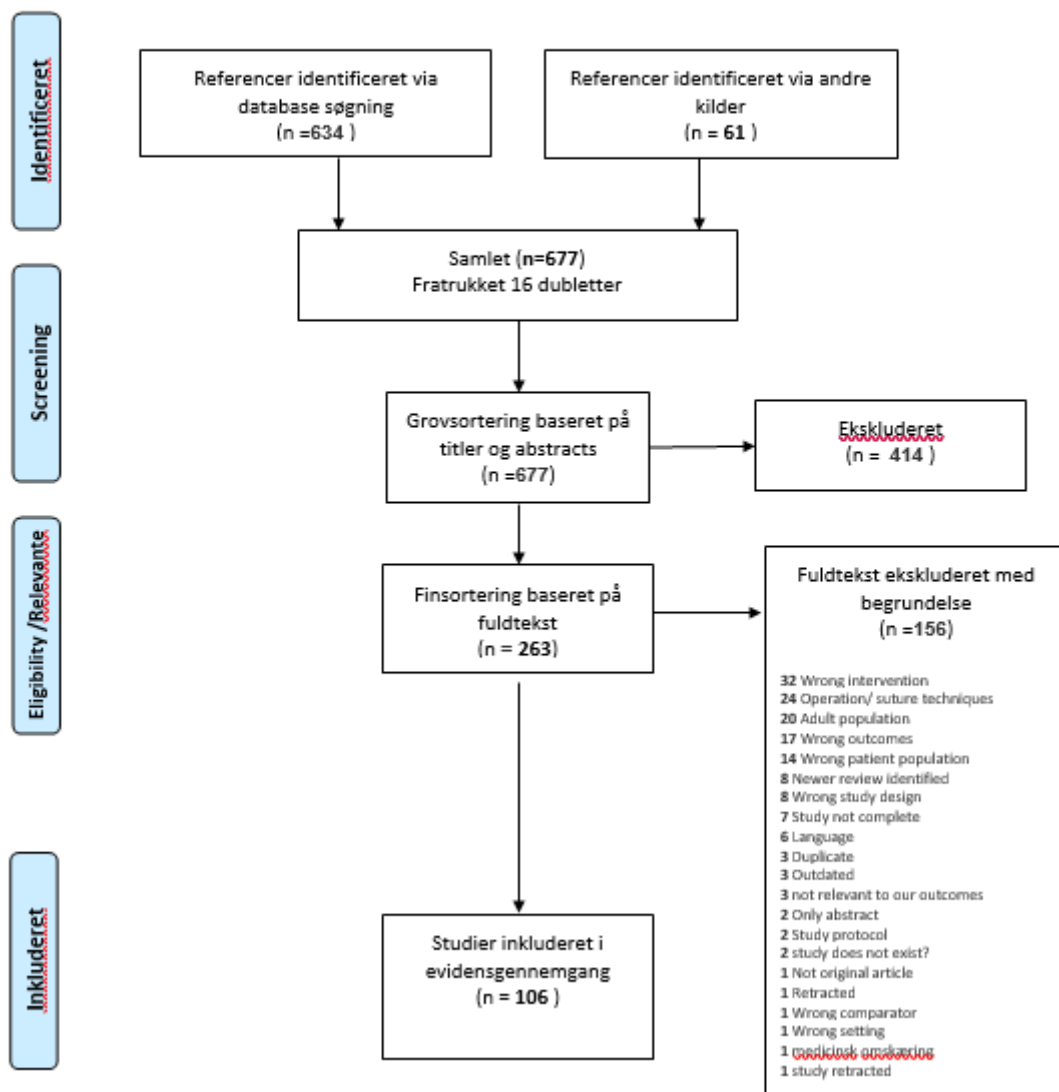 Identificeret
Referencer identificeret via
database søgning
(n =634 )
Referencer identificeret via andre
kilder
(n = 61 )
Screening
Samlet (n=677)
Fratrukket 16 dubletter
Grovsortering baseret på
titler og abstracts
(n =677)
Ekskluderet
(n = 414 )
Eligibility /Relevante
Finsortering baseret på
fuldtekst
(n = 263)
Fuldtekst ekskluderet med
begrundelse
(n =156)
32 Wrong intervention
24 Operation/ suture techniques
20 Adult population
17 Wrong outcomes
14 Wrong patient population
8 Newer review identified
8 Wrong study design
7 Study not complete
6 Language
3 Duplicate
3 Outdated
3 not relevant to our outcomes
2 Only abstract
2 Study protocol
2 study does not exist?
1 Not original article
1 Retracted
1 Wrong comparator
1 Wrong setting
1 medicinsk omskæring
1 study retracted
Inkluderet
Studier inkluderet i
evidensgennemgang
(n = 106 )